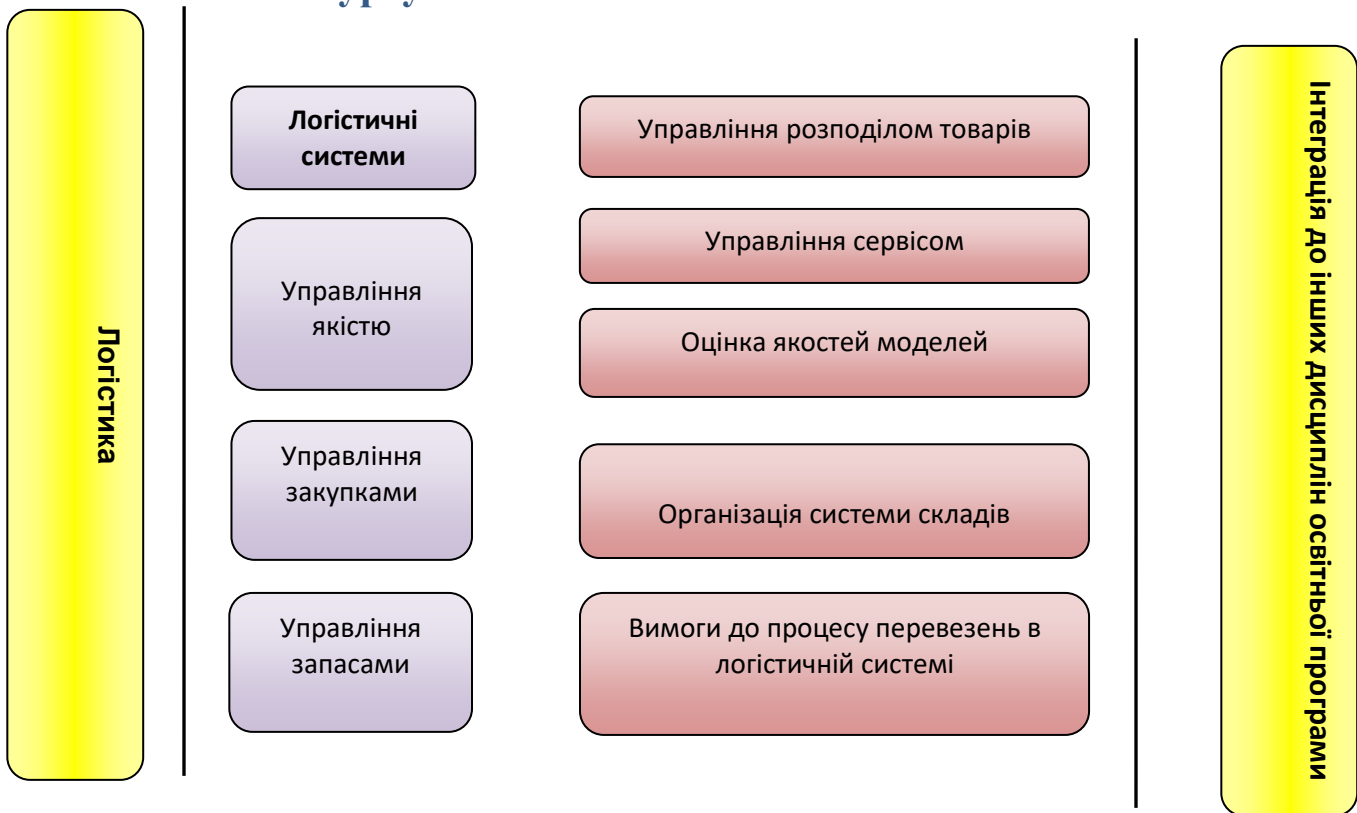 Логістика
Логістичні
системи
Управління
якістю
Управління
закупками
Управління
запасами
Управління розподілом товарів
Управління сервісом
Оцінка якостей моделей
Організація системи складів
Вимоги до процесу перевезень в
логістичній системі
Інтеграція до інших дисциплін освітньої програми